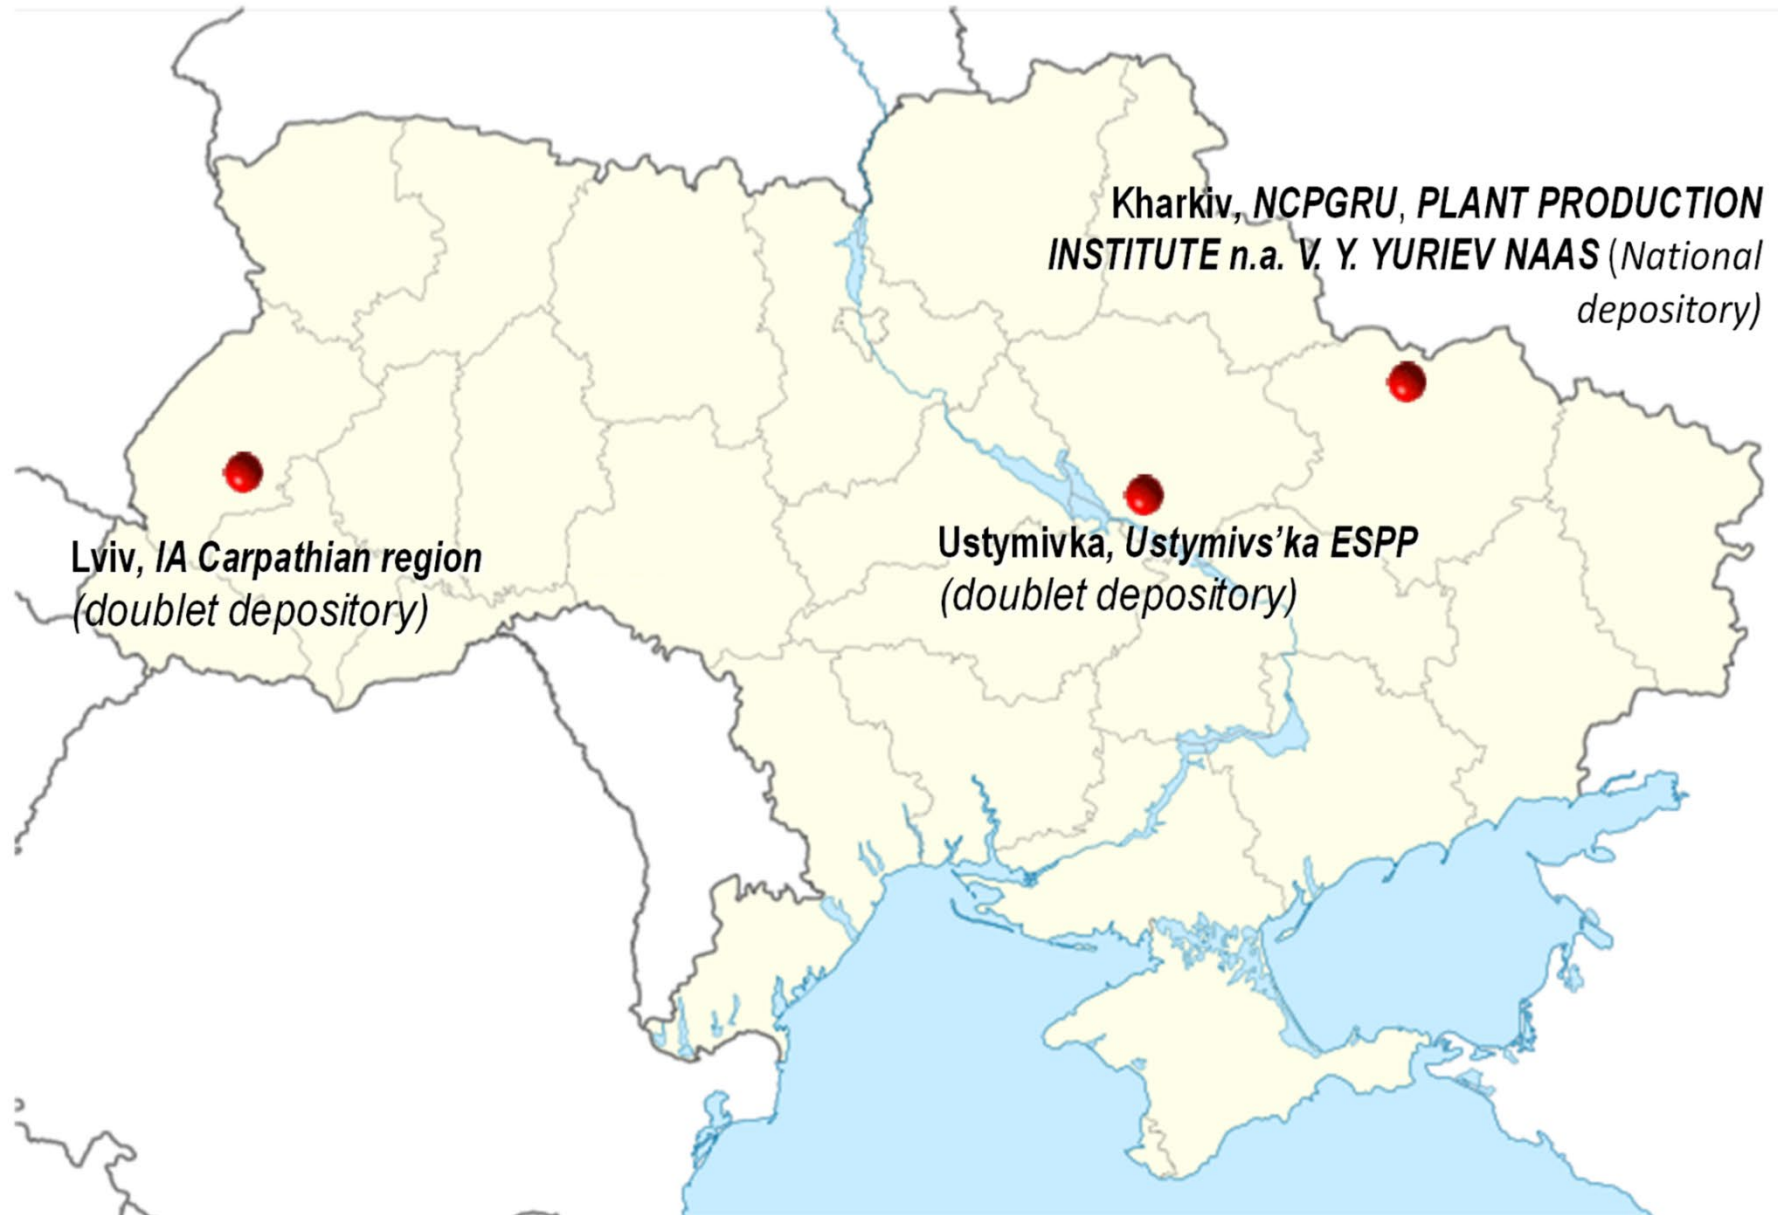 Kharkiv, NCPGRU, PLANT PRODUCTION
INSTITUTE n.a. V. Y. YURIEV NAAS (National
depository)
Lviv, IA Carpathian region
(doublet depository)
Ustymivka, Ustymivs’ka ESPP
(doublet depository)